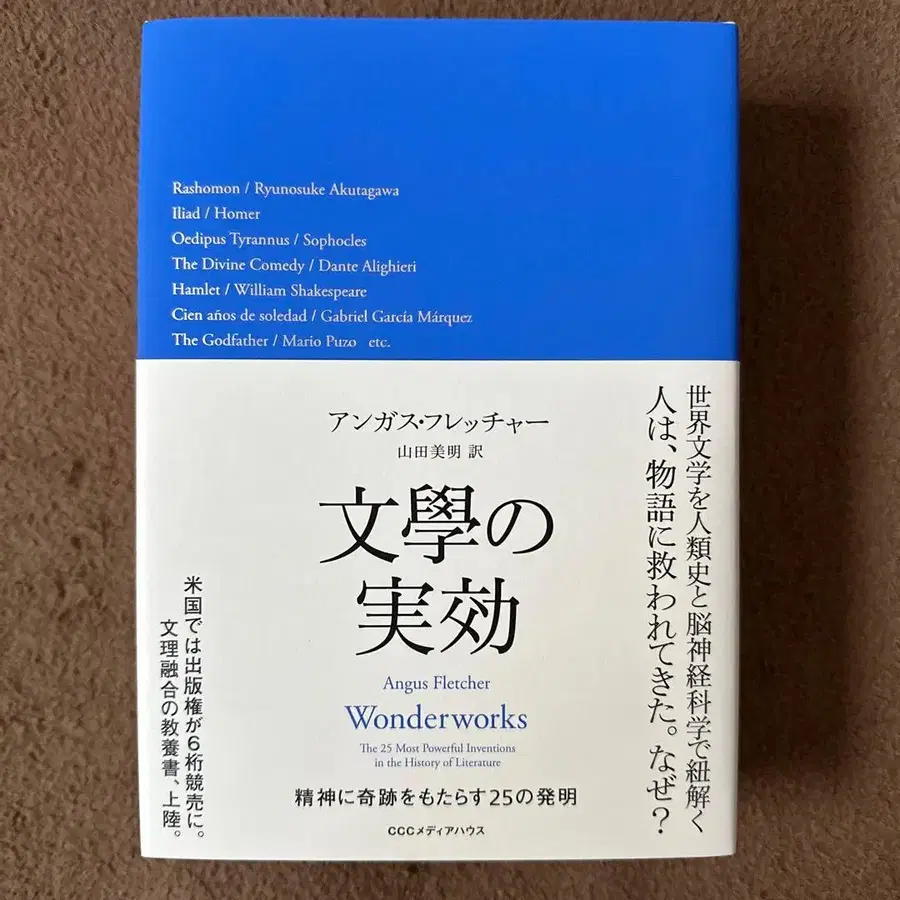 Rashomon / Ryunosuke Akutagawa
Iliad / Homer
Oedipus Tyrannus / Sophocles
The Divine Comedy / Dante Alighieri
Hamlet / William Shakespeare
Cien años de soledad / Gabriel García Márquez
The Godfather / Mario Puzo etc.
世界文学を人類史と脳神経科学で紐解く
人は、物語に救われてきた。なぜ?
アンガス・フレッチャー
山田美明 訳
文學の
実効
Angus Fletcher
Wonderworks
The 25 Most Powerful Inventions
in the History of Literature
精神に奇跡をもたらす25の発明
CCCメディアハウス
米国では出版権が6桁競売に。
文理融合の教養書、上陸。